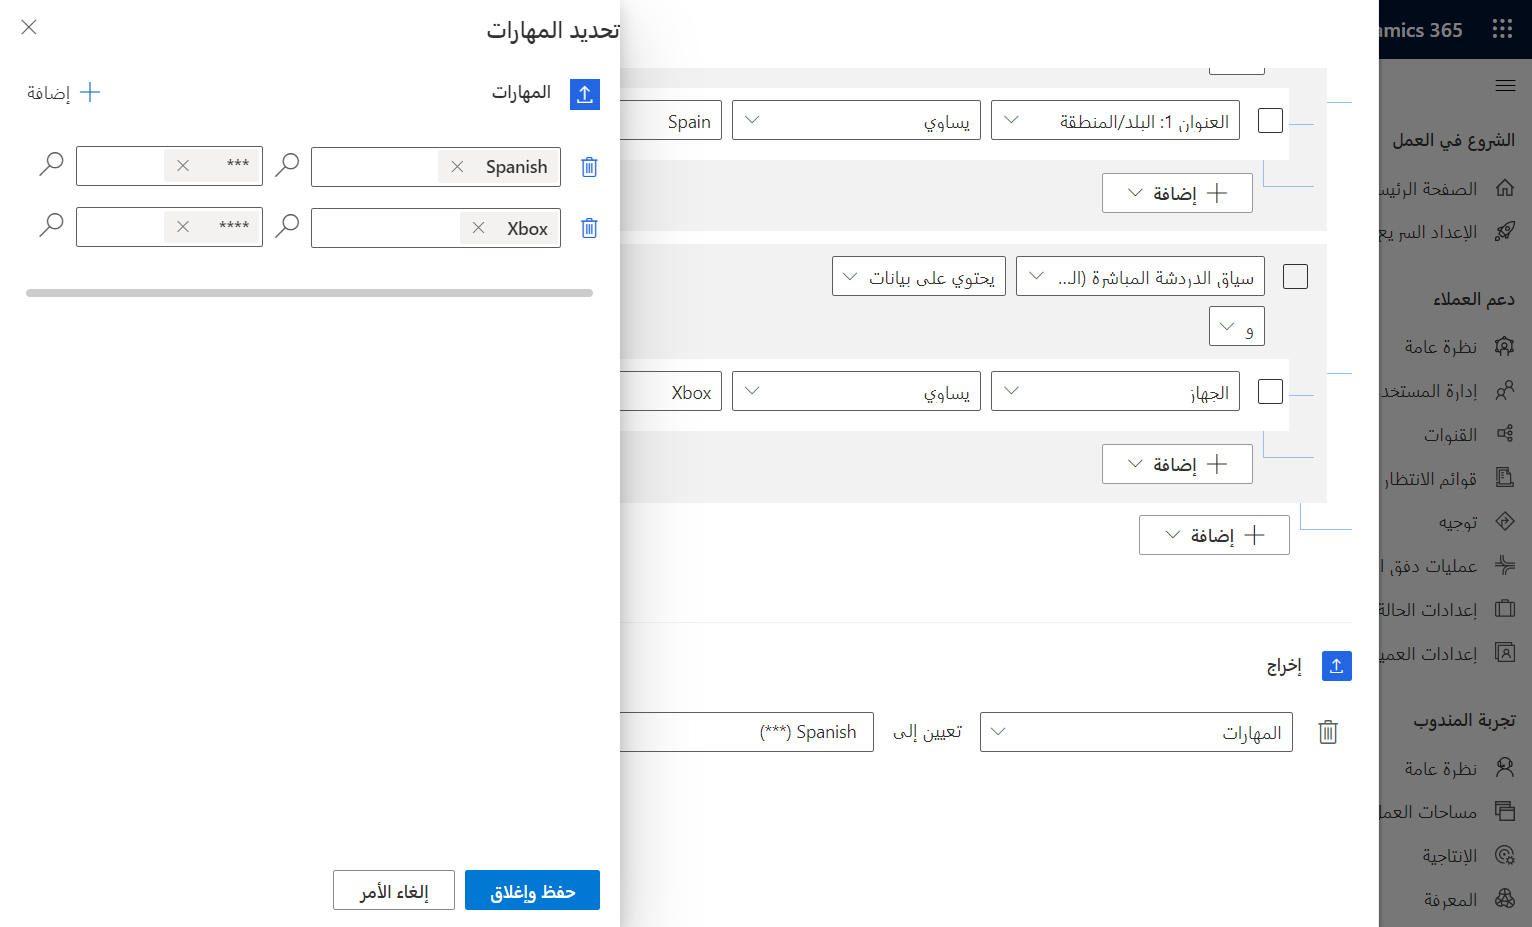 تحديد المهارات
المهارات
إضافة
Spanish
***
Xbox
****
حفظ وإغلاق
إلغاء الأمر
العنوان 1: البلد/المنطقة
يساوي
Spain
إضافة
سياق الدردشة المباشرة (الـ...
يحتوي على بيانات
و
الجهاز
يساوي
Xbox
إضافة
إضافة
إخراج
المهارات
تعيين إلى
Spanish (***)
amics 365
الشروع في العمل
الصفحة الرئيس
الإعداد السريع
دعم العملاء
نظرة عامة
إدارة المستخد
القنوات
قوائم الانتظار
توجيه
عمليات دفق ا
إعدادات الحالة
إعدادات العمي
تجربة المندوب
نظرة عامة
مساحات العمل
الإنتاجية
المعرفة